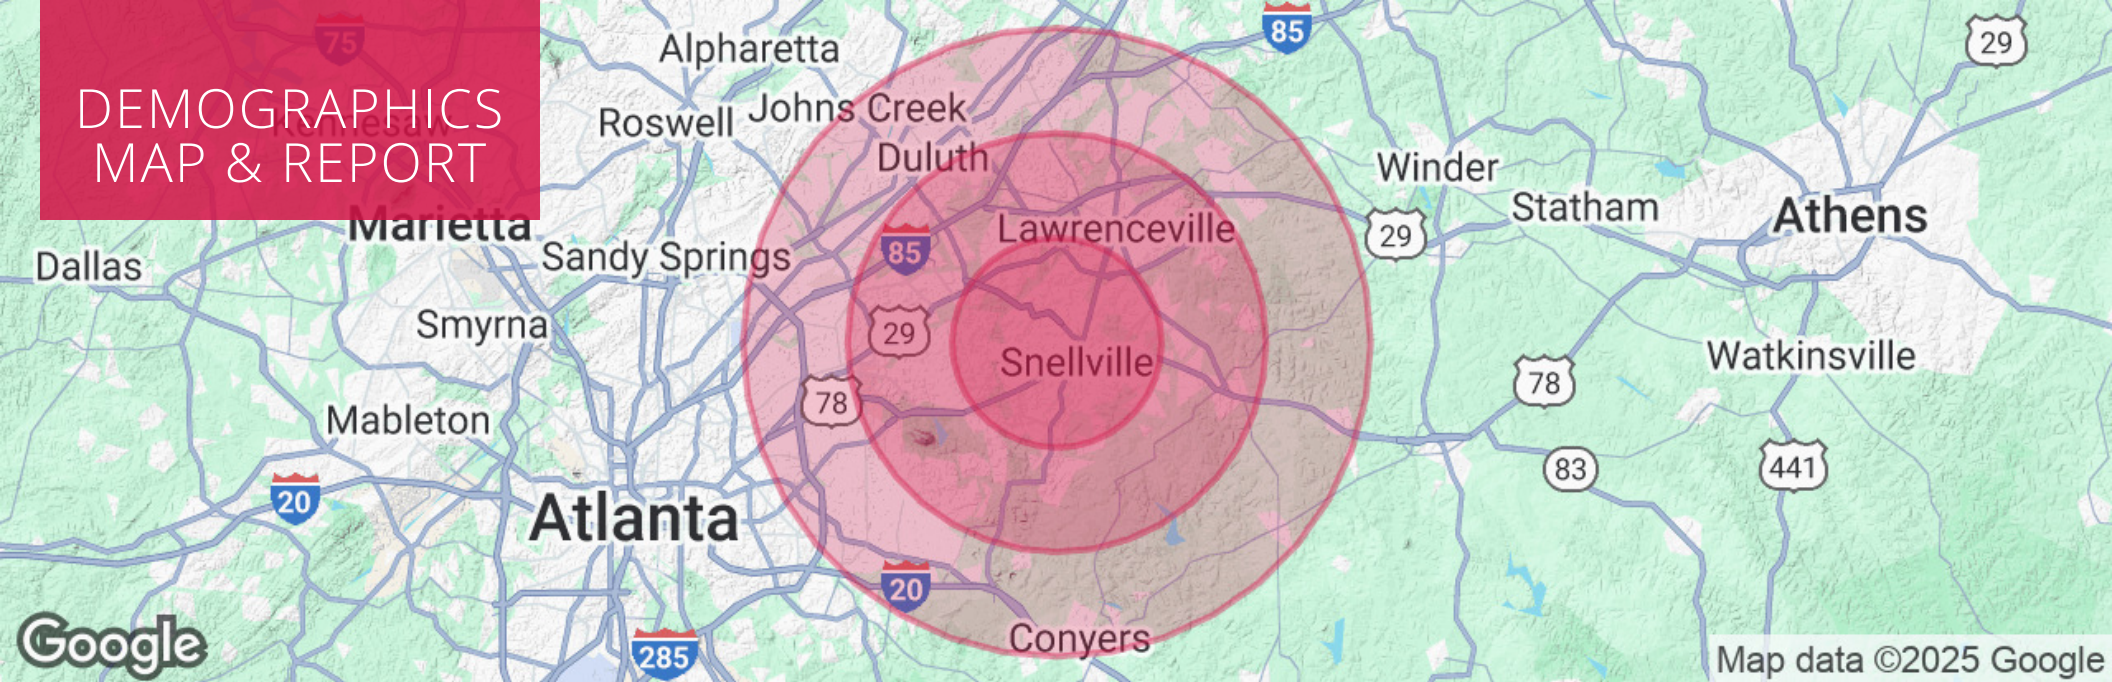 DEMOGRAPHICS
MAP & REPORT
75
Kennesaw
Alpharetta
85
29
Roswell
Johns Creek
Duluth
Winder
Statham
Athens
Marietta
Sandy Springs
Dallas
85
Lawrenceville
29
Smyrna
29
Snellville
Watkinsville
78
78
Mableton
20
Atlanta
83
441
20
Conyers
285
Google
Map data ©2025 Google